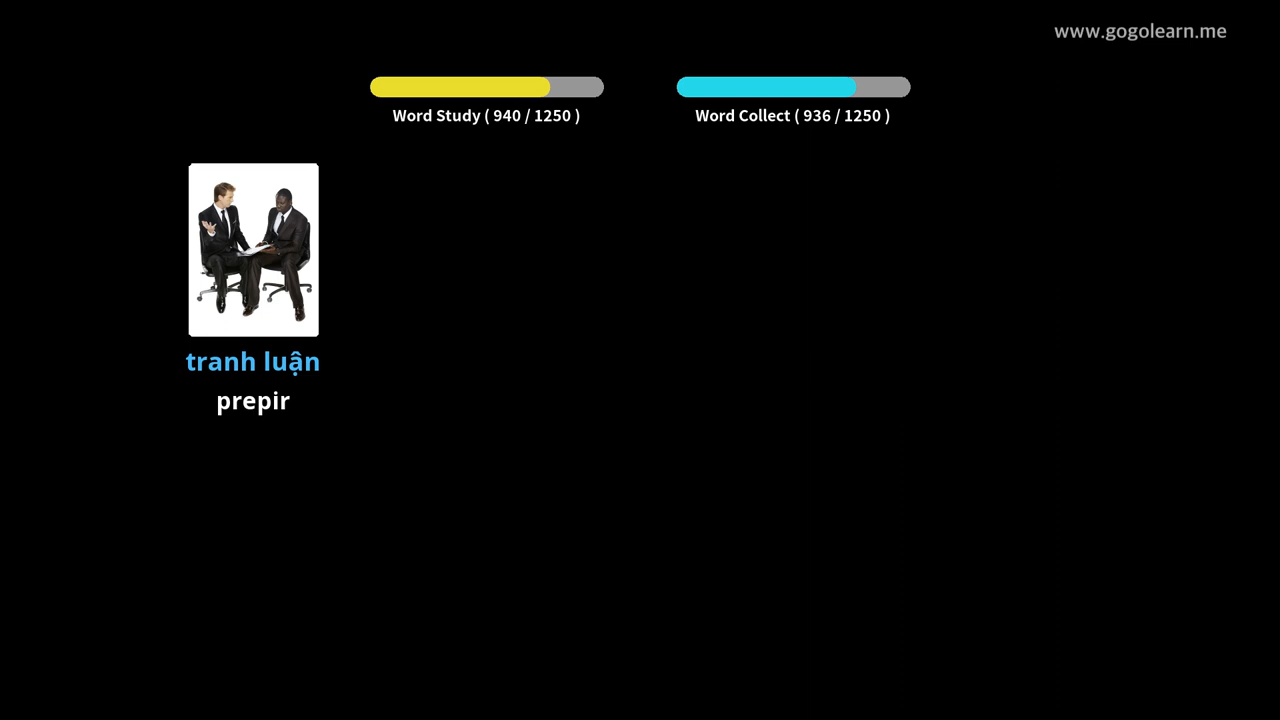 www.gogolearn.me
Word Study ( 940 / 1250 )
Word Collect ( 936 / 1250 )
tranh luận
prepir